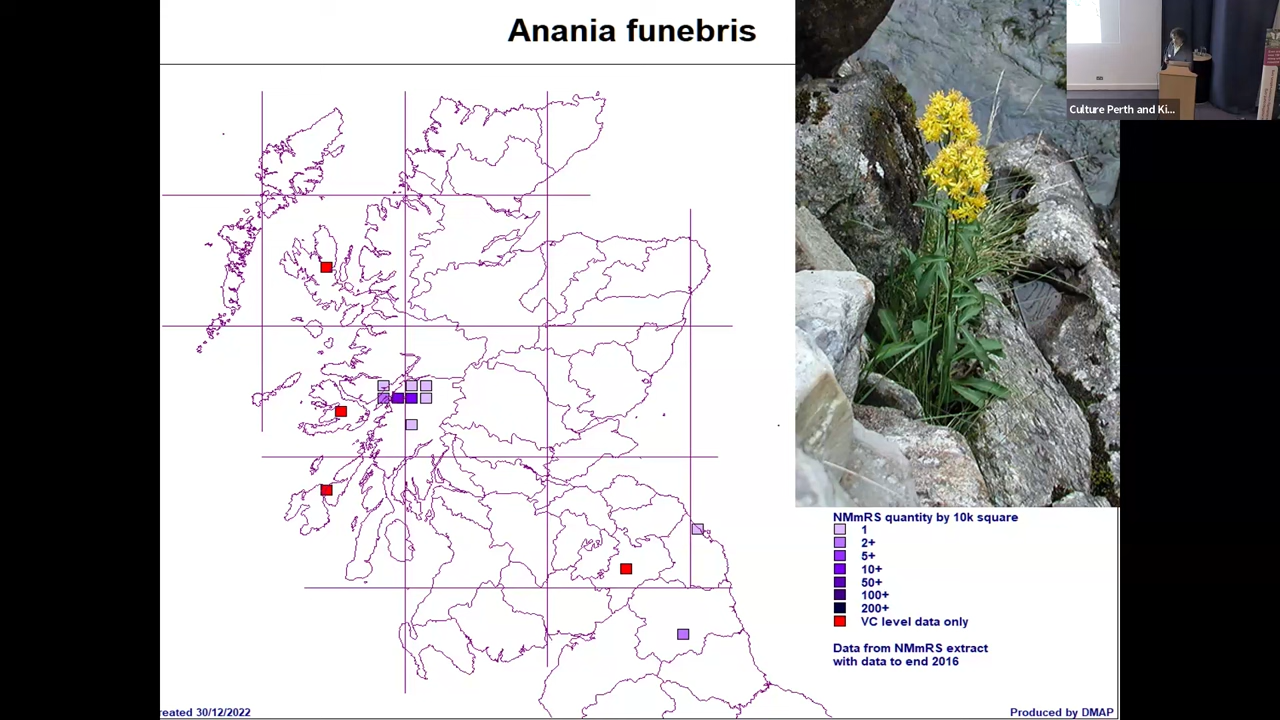 Anania funebris
Culture Perth and Ki...
NMmRS quantity by 10k square
1
2+
5+
10+
50+
100+
200+
VC level data only
Data from NMmRS extract
with data to end 2016
reated 30/12/2022
Produced by DMAP